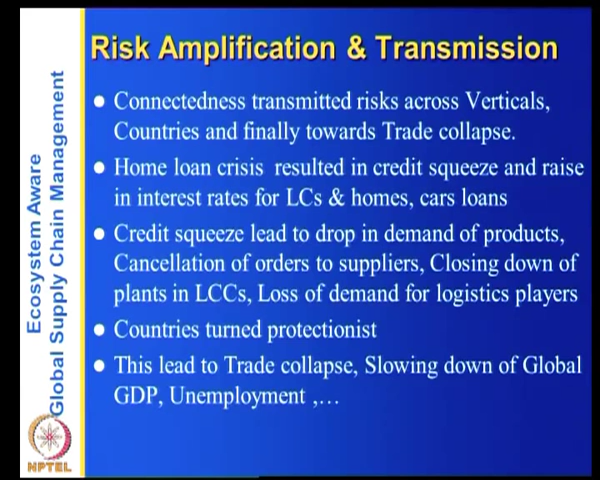 Risk Amplification & Transmission
Connectedness transmitted risks across Verticals,
Countries and finally towards Trade collapse.
Home loan crisis resulted in credit squeeze and raise
in interest rates for LCs & homes, cars loans
Credit squeeze lead to drop in demand of products,
Cancellation of orders to suppliers, Closing down of
plants in LCCs, Loss of demand for logistics players
Countries turned protectionist
This lead to Trade collapse, Slowing down of Global
GDP, Unemployment ,...
Ecosystem Aware
Global Supply Chain Management
NPTEL